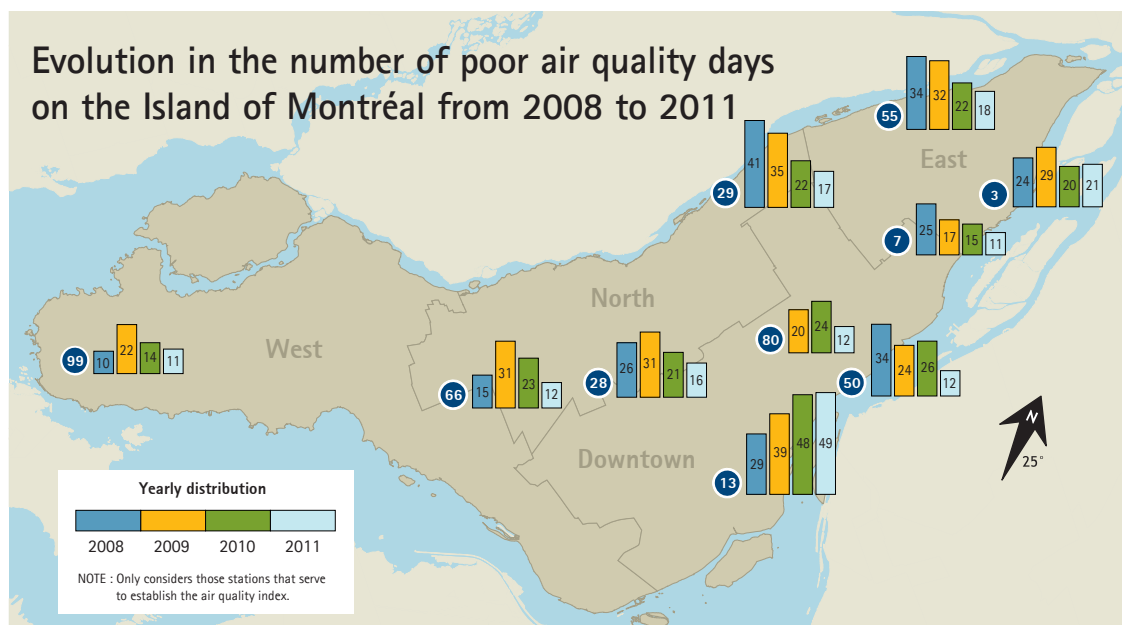 Evolution in the number of poor air quality days
on the Island of Montréal from 2008 to 2011
55
34 32 22 18
East
29
41 35 22 17
3
24 29 20 21
7
25 17 15 11
North
West
99
10 22 14 11
66
15 31 23 12
28
26 31 21 16
80
20 24 12
50
34 24 26 12
Downtown
13
29 39 48 49
N
25°
Yearly distribution
2008 2009 2010 2011
NOTE : Only considers those stations that serve
to establish the air quality index.